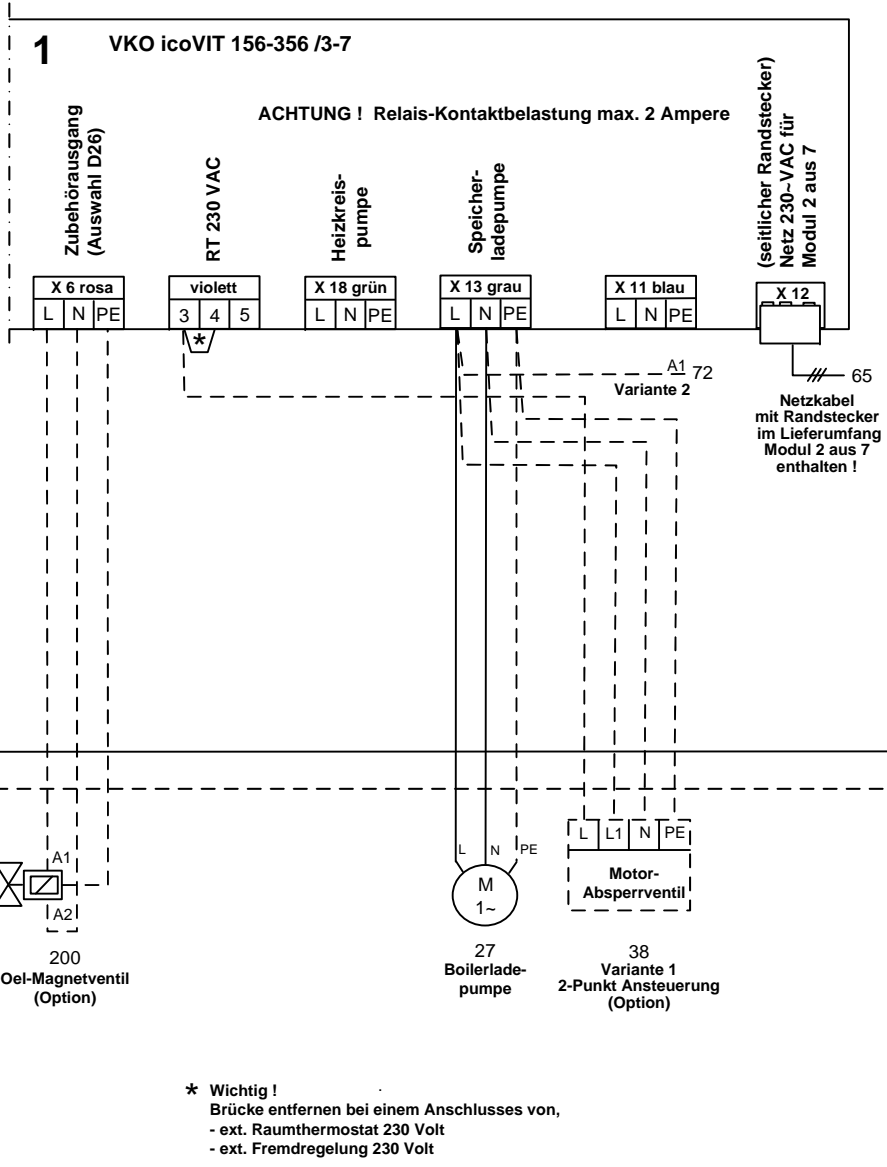 1
VKO icoVIT 156-356 /3-7
ACHTUNG ! Relais-Kontaktbelastung max. 2 Ampere
Zubehörausgang
(Auswahl D26)
RT 230 VAC
Heizkreis-
pumpe
Speicher-
ladepumpe
(seitlicher Randstecker)
Netz 230~VAC für
Modul 2 aus 7
X 6 rosa
violett
X 18 grün
X 13 grau
X 11 blau
X 12
L N PE
3 4 5
L N PE
L N PE
L N PE
*
A1 72
Variante 2
65
Netzkabel
mit Randstecker
im Lieferumfang
Modul 2 aus 7
enthalten !
L L1 N PE
Motor-
Absperrventil
L N PE
M
1~
A1
A2
200
Oel-Magnetventil
(Option)
27
Boilerlade-
pumpe
38
Variante 1
2-Punkt Ansteuerung
(Option)
* Wichtig !
Brücke entfernen bei einem Anschlusses von,
- ext. Raumthermostat 230 Volt
- ext. Fremdregelung 230 Volt